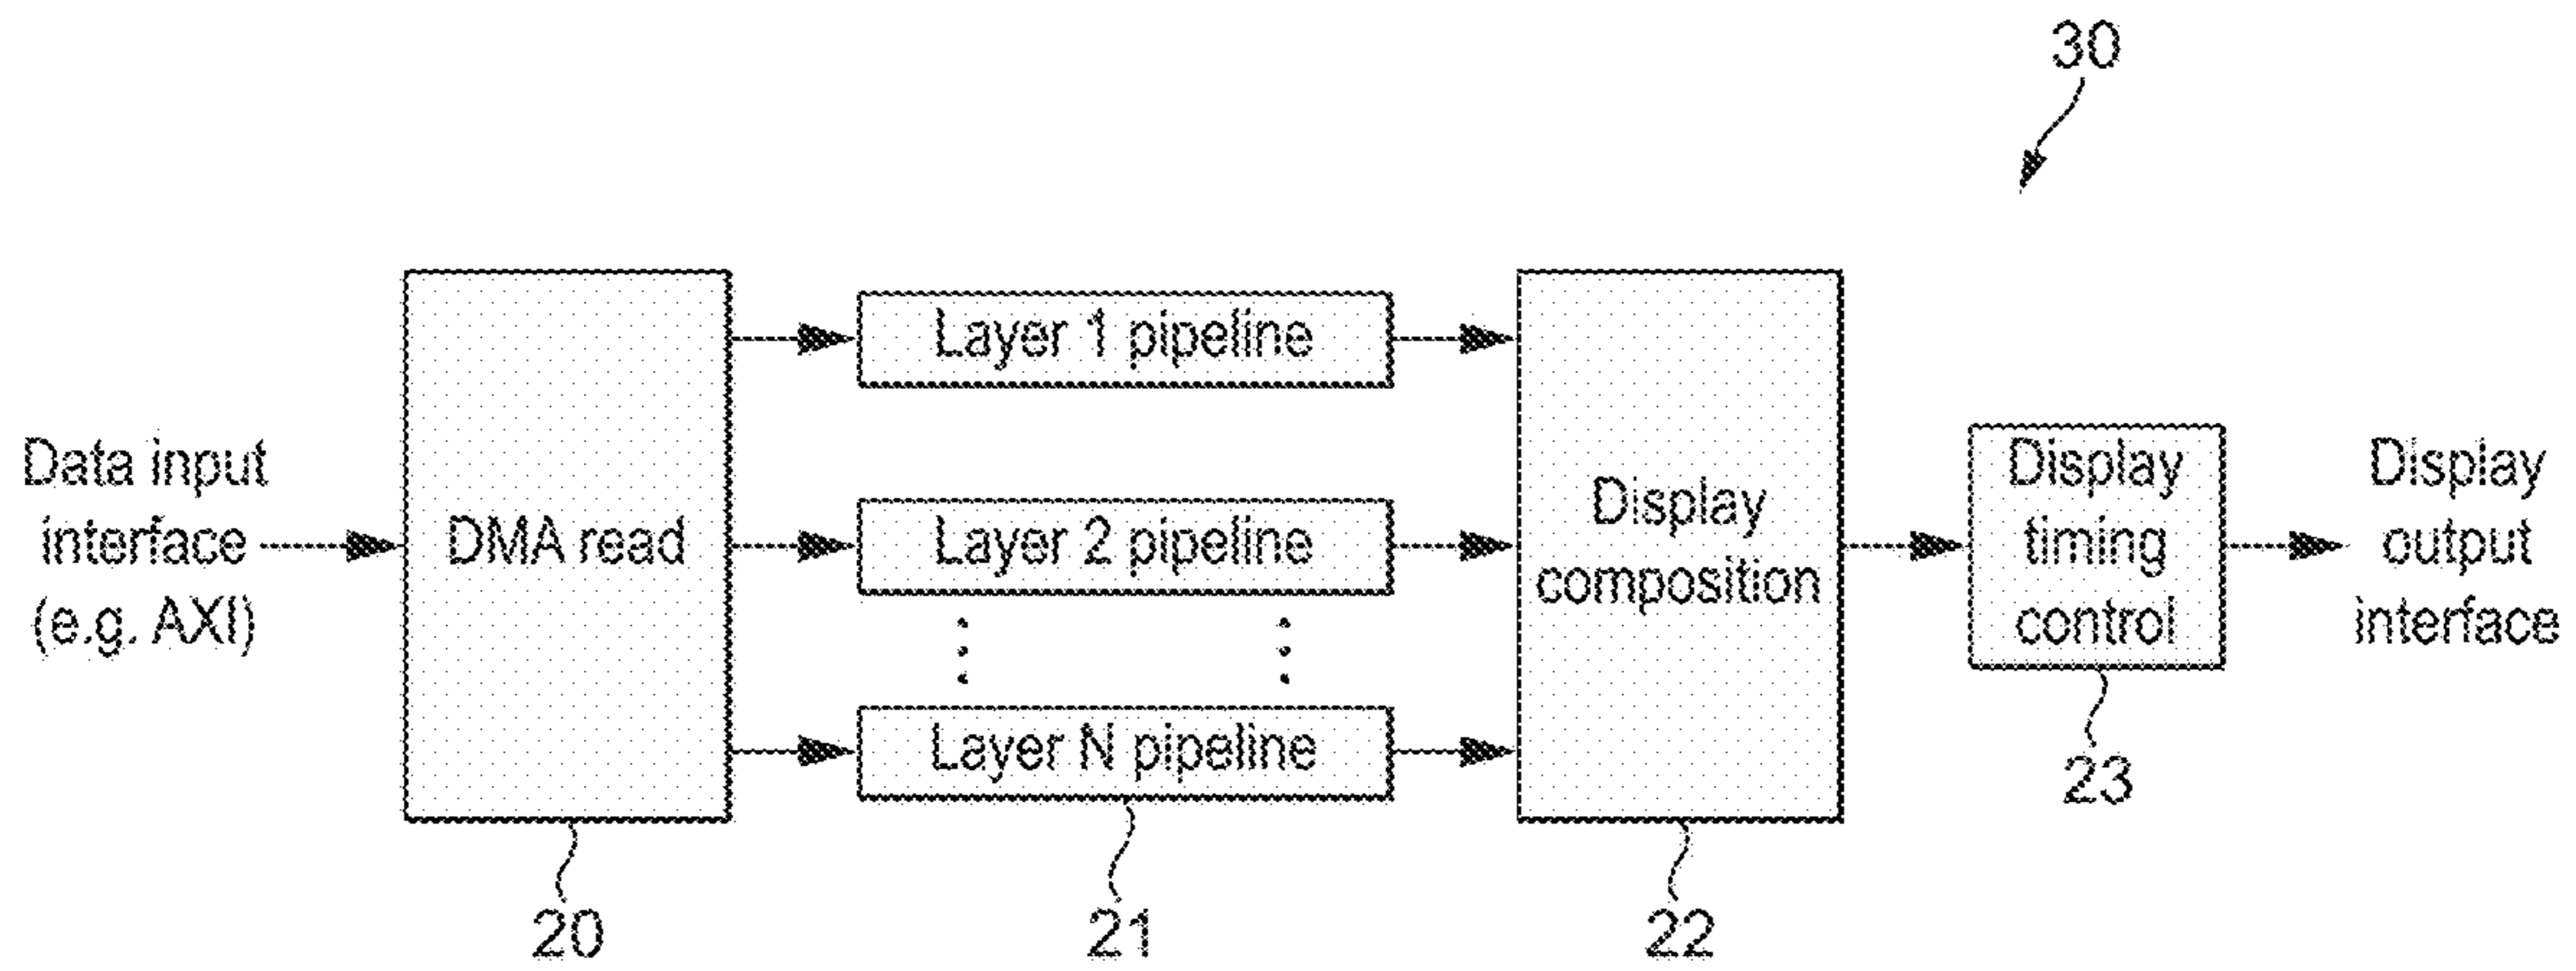 30
Data input
interface
(e.g. AXI)
DMA read
Layer 1 pipeline
Layer 2 pipeline
Layer N pipeline
Display
composition
Display
timing
control
Display
output
interface
20
21
22
23